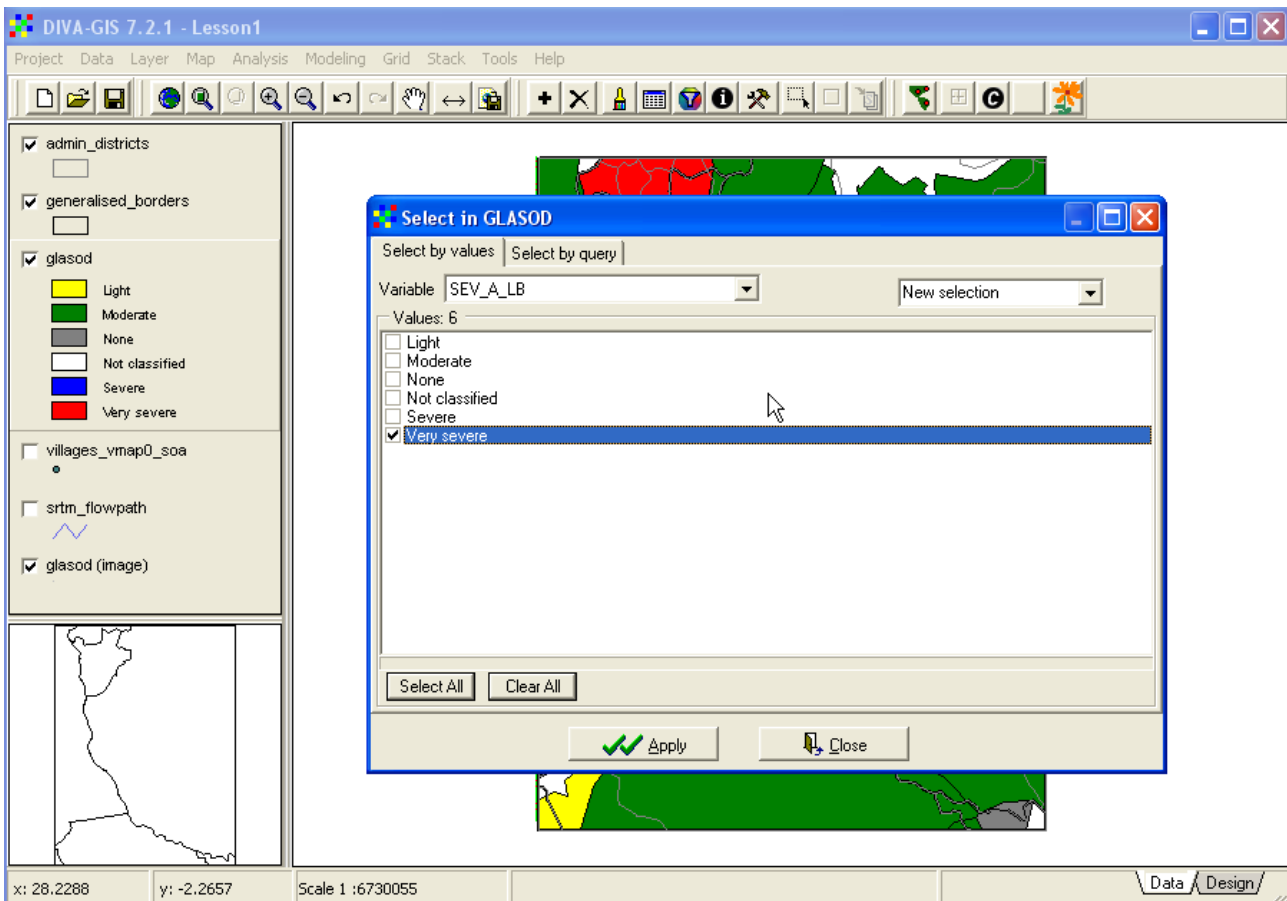 DIVA-GIS 7.2.1 - Lesson1
Project Data Layer Map Analysis Modeling Grid Stack Tools Help
admin_districts
generalised_borders
glasod
Light
Moderate
None
Not classified
Severe
Very severe
villages_vmap0_soa
srtm_flowpath
glasod (image)
Select in GLASOD
Select by values Select by query
Variable SEV_A_LB New selection
Values: 6
Light
Moderate
None
Not classified
Severe
Very severe
Select All Clear All
Apply Close
x: 28.2288 y: -2.2657 Scale 1 :6730055 Data Design